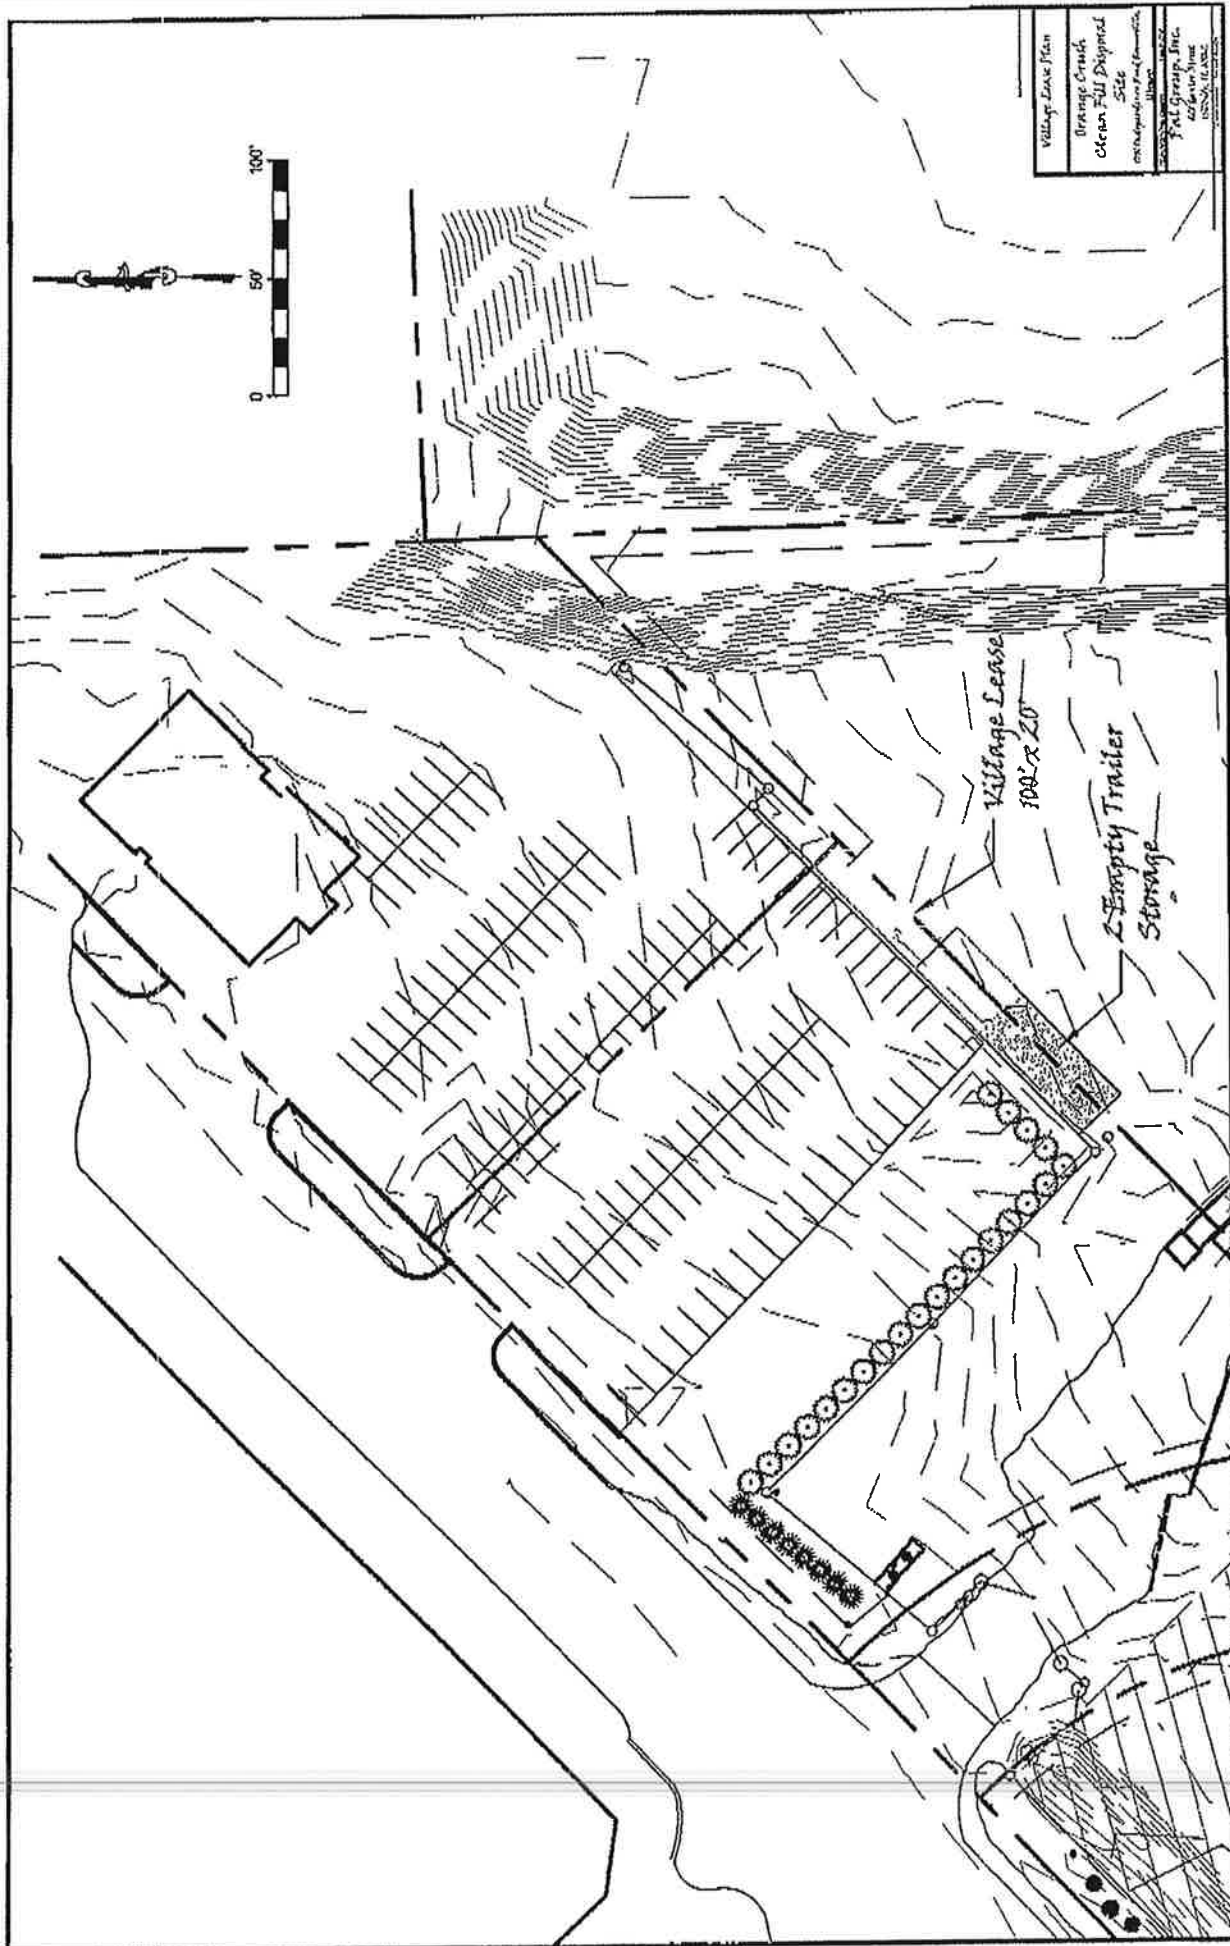 Village Lease Plan
Orange Crush
Clean Fill Disposal
Site
Pal Group, Inc.
0 50' 100'
Village Lease
100' x 20'
2 Empty Trailer
Storage